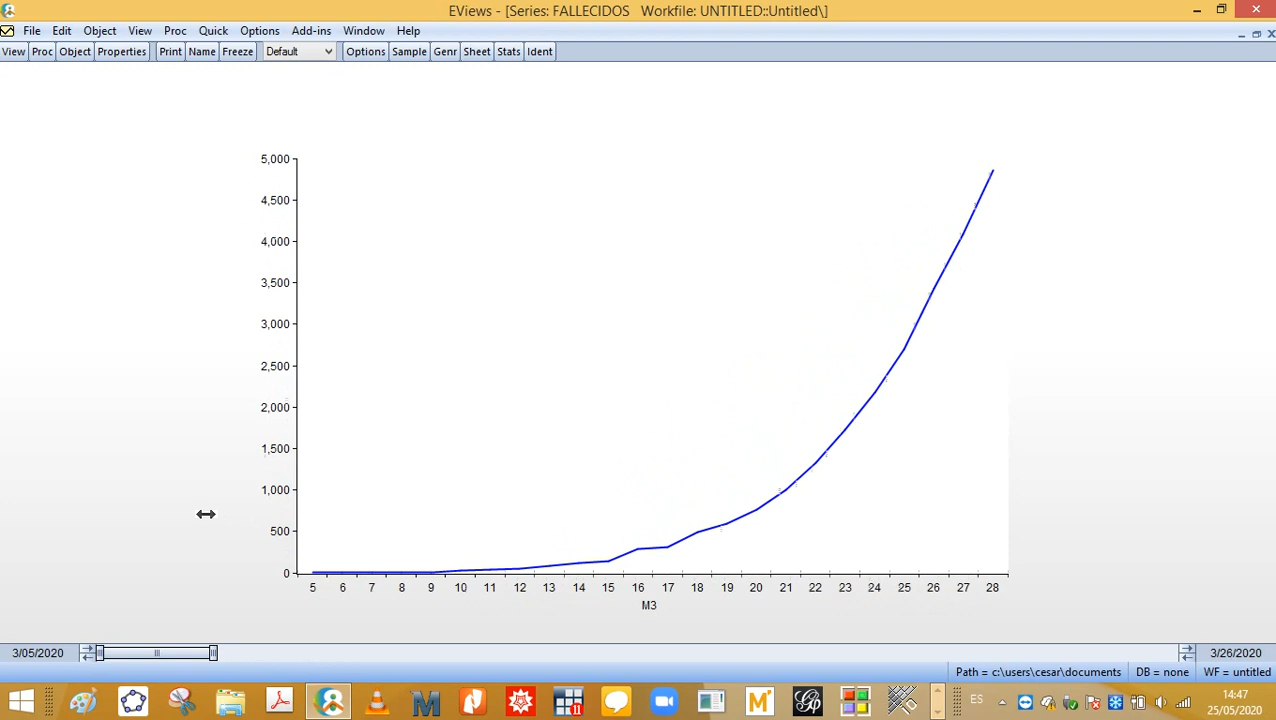 EViews - [Series: FALLECIDOS Workfile: UNTITLED::Untitled\]
File Edit Object View Proc Quick Options Add-ins Window Help
View Proc Object Properties Print Name Freeze Default Options Sample Genr Sheet Stats Ident
5,000
4,500
4,000
3,500
3,000
2,500
2,000
1,500
1,000
500
0
5 6 7 8 9 10 11 12 13 14 15 16 17 18 19 20 21 22 23 24 25 26 27 28
M3
3/05/2020 3/26/2020
Path = c:\users\cesar\documents DB = none WF = untitled
ES 14:47
25/05/2020